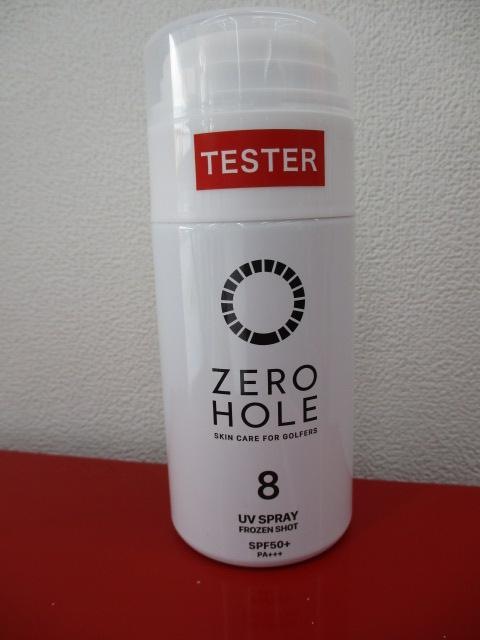 TESTER
ZERO
HOLE
SKIN CARE FOR GOLFERS
8
UV SPRAY
FROZEN SHOT
SPF50+
PA+++